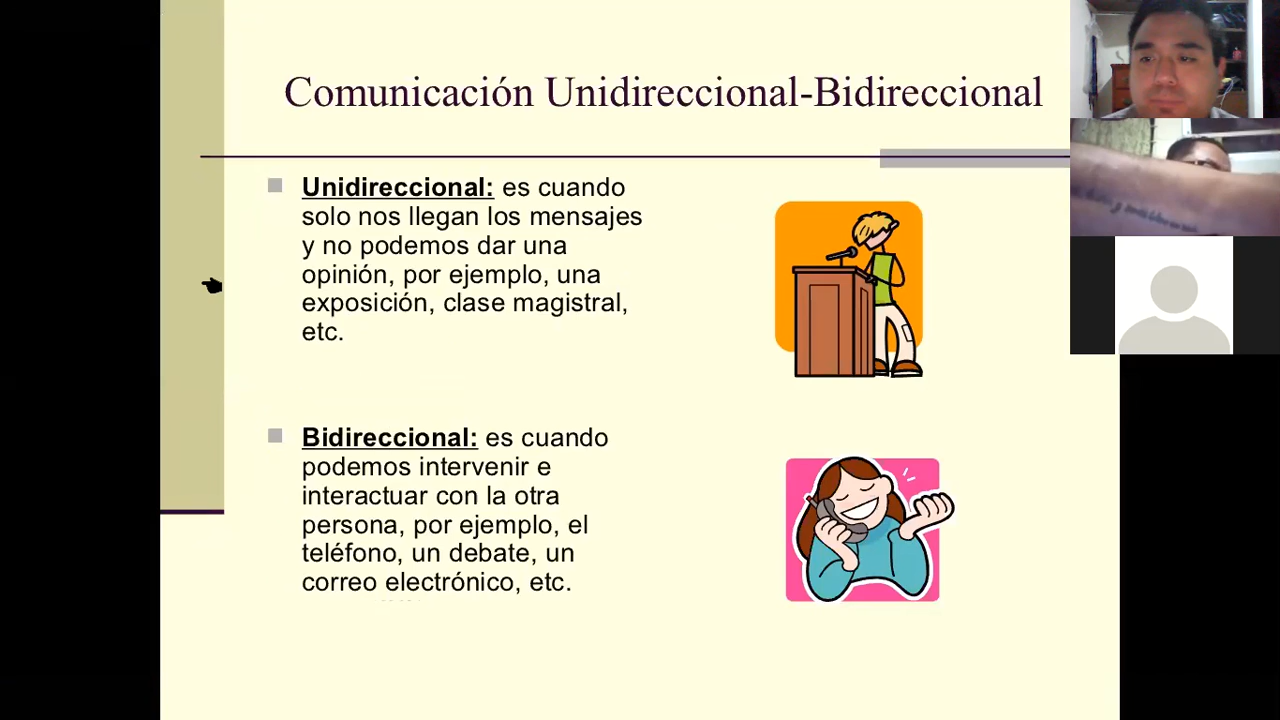 Comunicación Unidireccional-Bidireccional
Unidireccional: es cuando
solo nos llegan los mensajes
y no podemos dar una
opinión, por ejemplo, una
exposición, clase magistral,
etc.
Bidireccional: es cuando
podemos intervenir e
interactuar con la otra
persona, por ejemplo, el
teléfono, un debate, un
correo electrónico, etc.